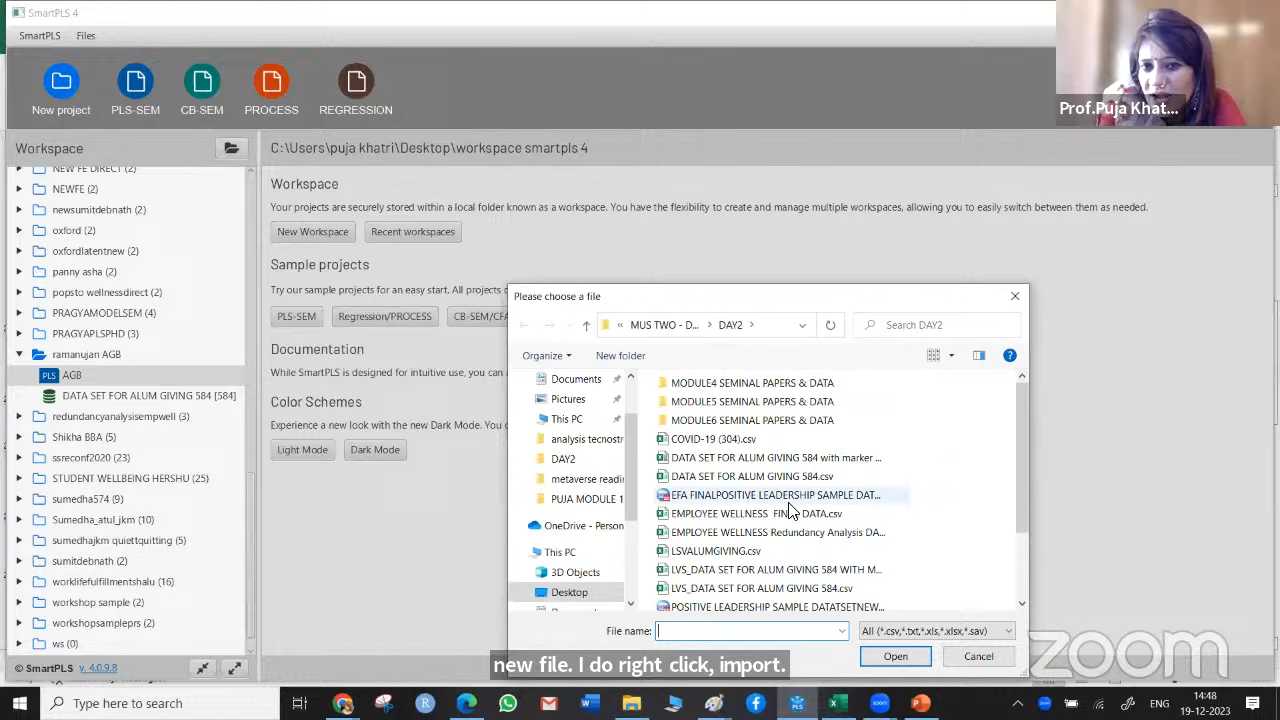 SmartPLS 4
SmartPLS Files
New project PLS-SEM CB-SEM PROCESS REGRESSION
Prof.Puja Khat...
Workspace
C:\Users\puja khatri\Desktop\workspace smartpls 4
NEW FE DIRECT (2)
NEWFE (2)
newsumitdebnath (2)
oxford (2)
oxfordlatentnew (2)
panny asha (2)
popsto wellnessdirect (2)
PRAGYAMODELSEM (4)
PRAGYAPLSPHD (3)
ramanujan AGB
PLS AGB
DATA SET FOR ALUM GIVING 584 [584]
redundancyanalysisempwell (3)
Shikha BBA (5)
ssreconf2020 (23)
STUDENT WELLBEING HERSHU (25)
sumedha574 (9)
Sumedha_atul_jkm (10)
sumedhajkm quiettquitting (5)
sumitdebnath (2)
worklifefulfillmentshalu (16)
workshop sample (2)
workshopsampleprs (2)
ws (0)
© SmartPLS v. 4.0.9.8
Workspace
Your projects are securely stored within a local folder known as a workspace. You have the flexibility to create and manage multiple workspaces, allowing you to easily switch between them as needed.
New Workspace Recent workspaces
Sample projects
Try our sample projects for an easy start. All projects
PLS-SEM Regression/PROCESS CB-SEM/CFA
Documentation
While SmartPLS is designed for intuitive use, you can
Color Schemes
Experience a new look with the new Dark Mode. You
Light Mode Dark Mode
Please choose a file
« MUS TWO - D... > DAY2 >
Search DAY2
Organize New folder
Documents
Pictures
This PC
analysis tecnostr
DAY2
metaverse readi
PUJA MODULE 1
OneDrive - Person
This PC
3D Objects
Desktop
MODULE4 SEMINAL PAPERS & DATA
MODULE5 SEMINAL PAPERS & DATA
MODULE6 SEMINAL PAPERS & DATA
COVID-19 (304).csv
DATA SET FOR ALUM GIVING 584 with marker ...
DATA SET FOR ALUM GIVING 584.csv
EFA FINALPOSITIVE LEADERSHIP SAMPLE DAT...
EMPLOYEE WELLNESS FINAL DATA.csv
EMPLOYEE WELLNESS Redundancy Analysis DA...
LSVALUMGIVING.csv
LVS_DATA SET FOR ALUM GIVING 584 WITH M...
LVS_DATA SET FOR ALUM GIVING 584.csv
POSITIVE LEADERSHIP SAMPLE DATATSETNEW...
File name:
All (*.csv,*.txt,*.xls,*.xlsx,*.sav)
Open Cancel
new file. I do right click, import.
zoom
Type here to search
ENG
14:48
19-12-2023